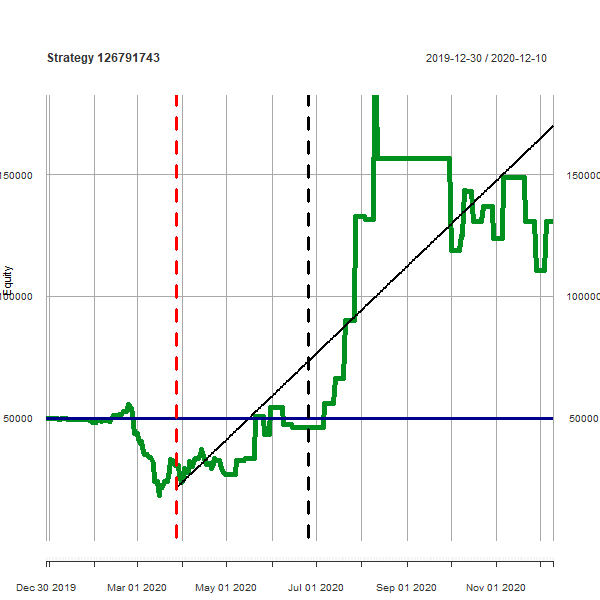 Strategy 126791743
2019-12-30 / 2020-12-10
150000
150000
Equity
100000
100000
50000
50000
Dec 30 2019
Mar 01 2020
May 01 2020
Jul 01 2020
Sep 01 2020
Nov 01 2020